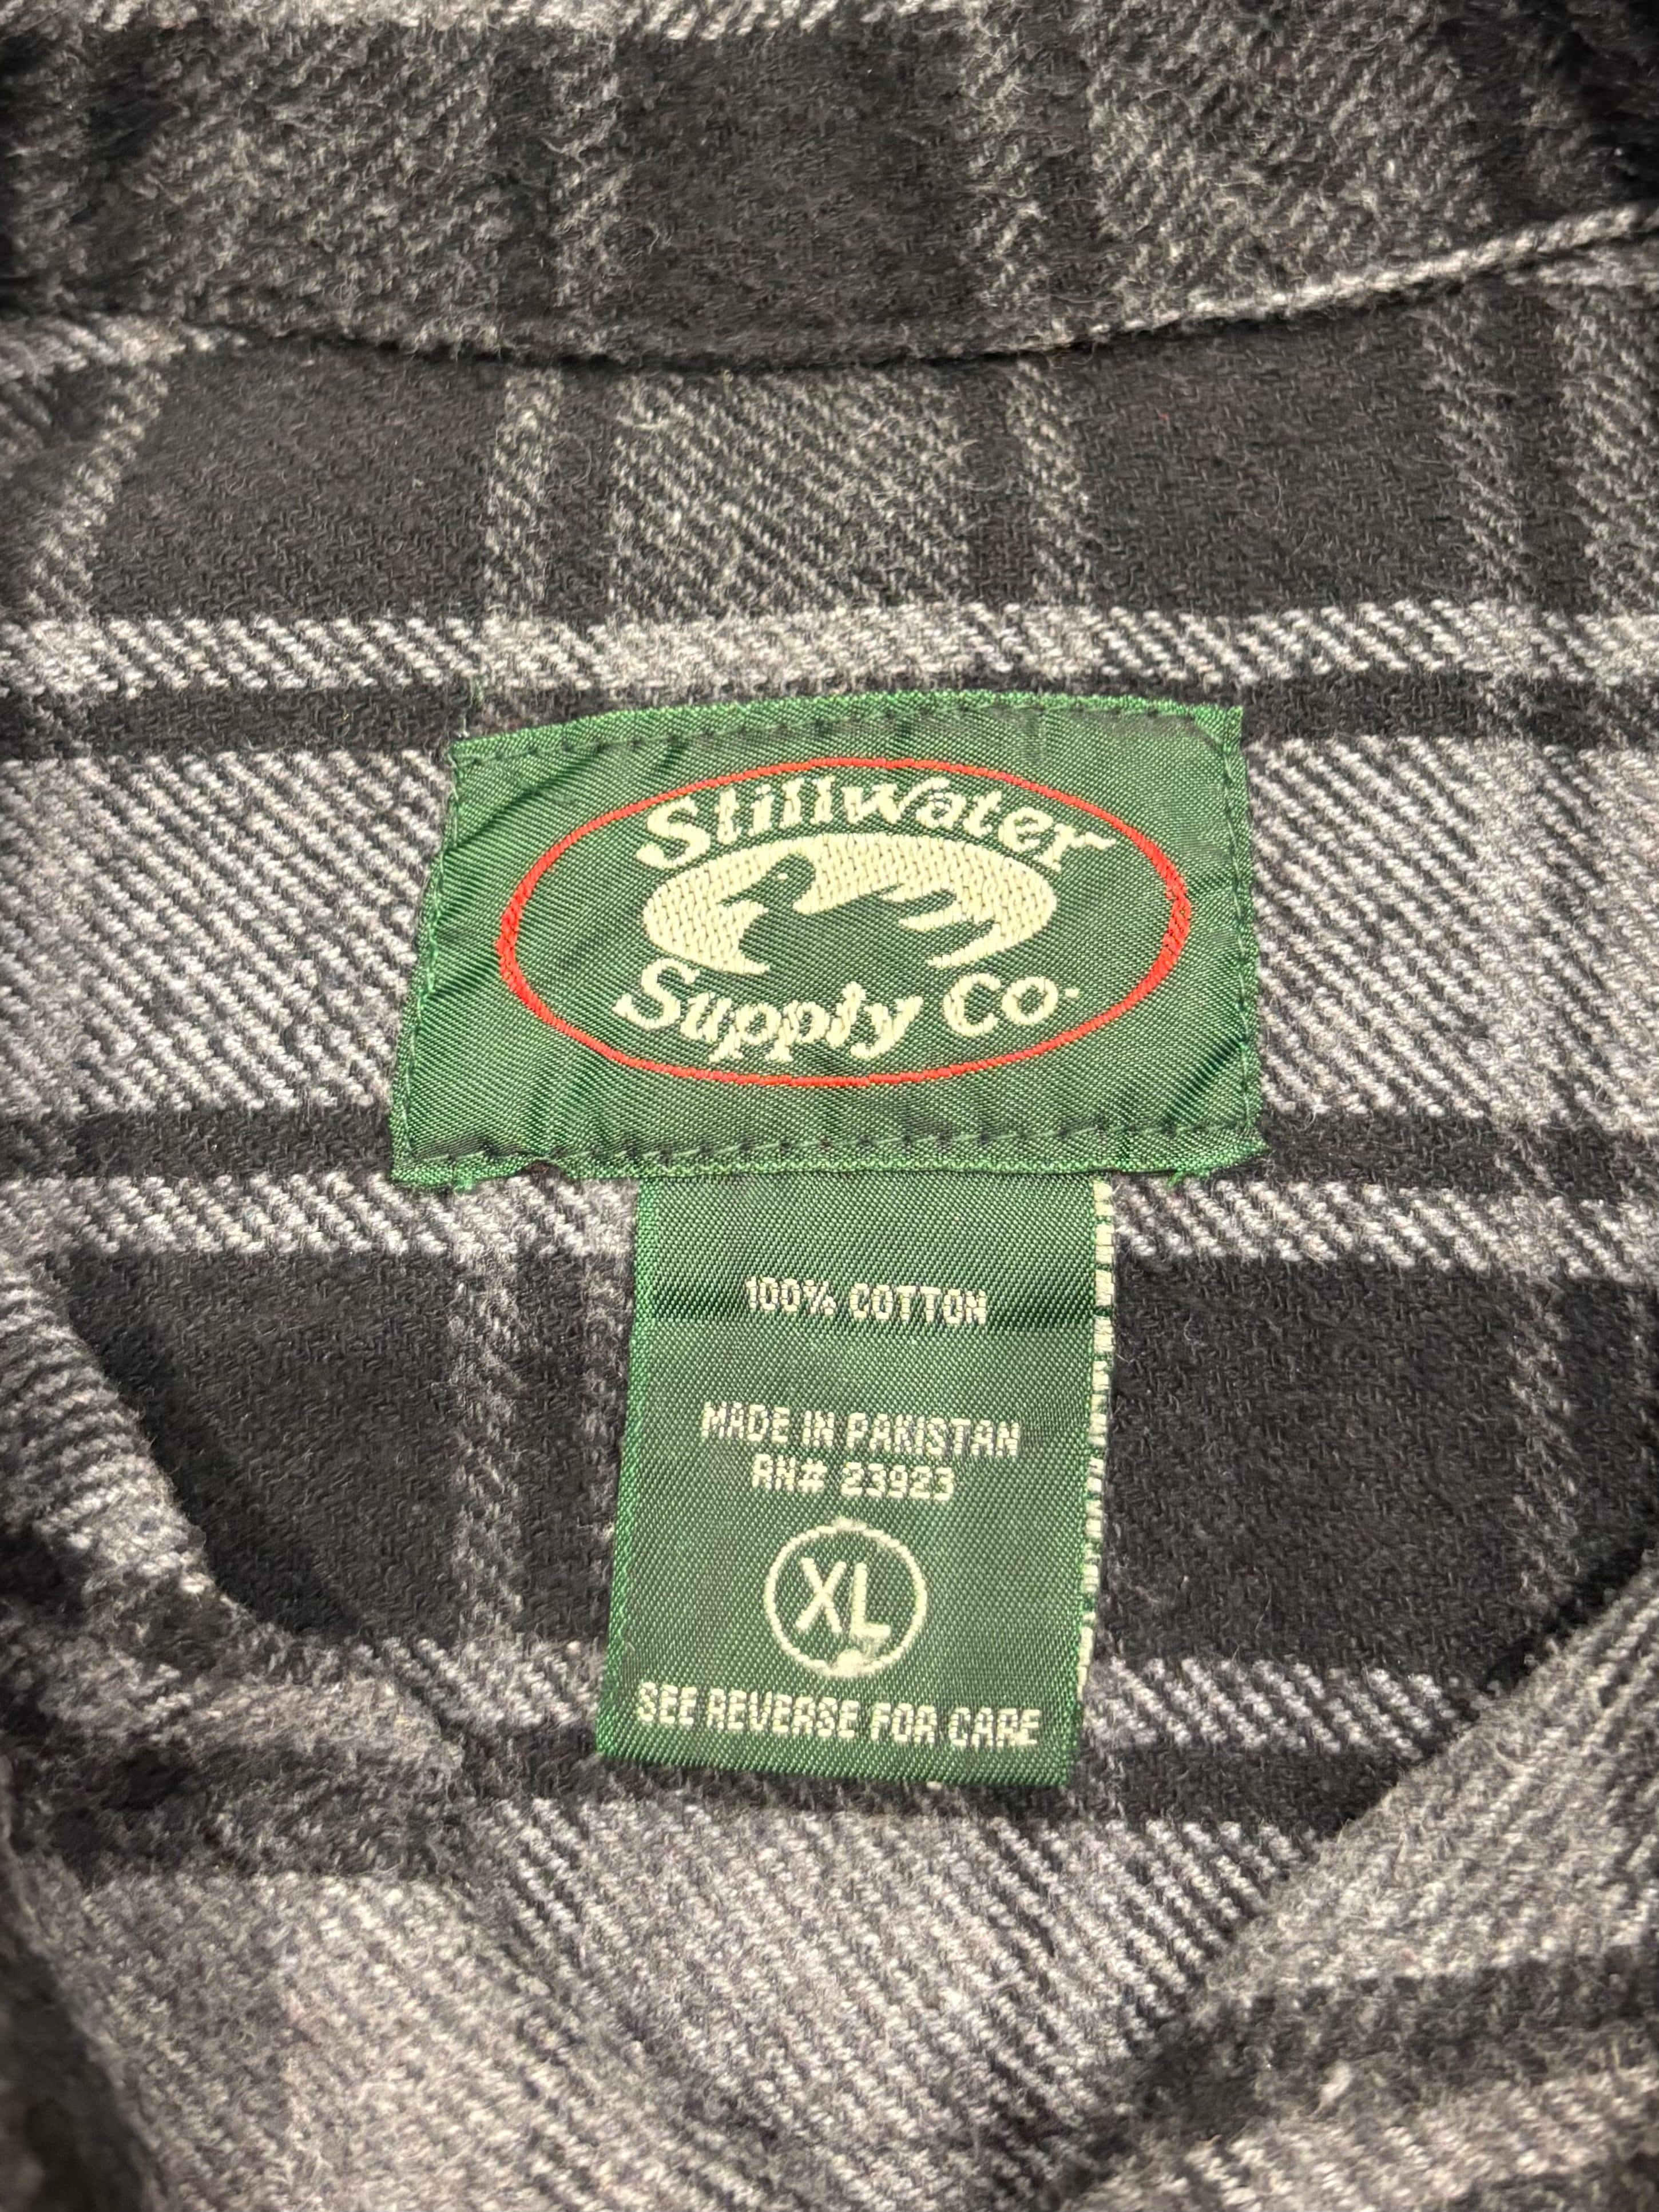 StillWater
Supply Co.
100% COTTON
MADE IN PAKISTAN
RN# 23923
XL
SEE REVERSE FOR CARE